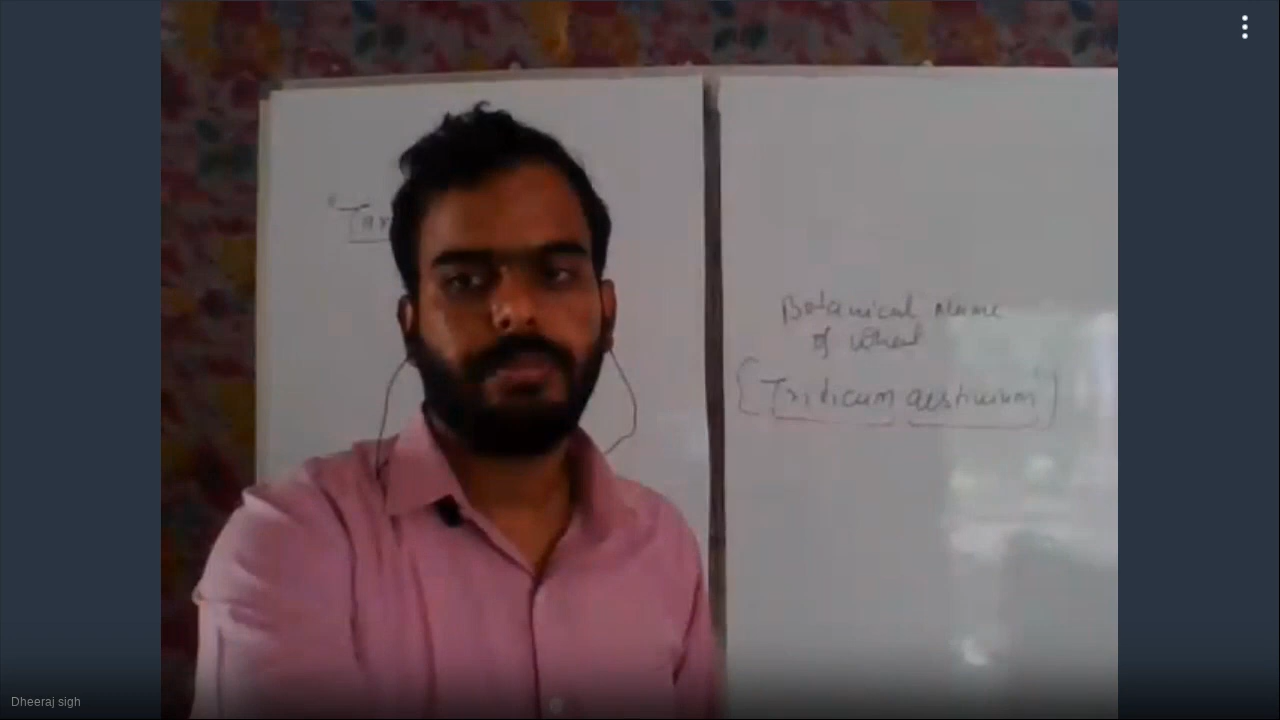 Botanical Name
of Wheat
(Triticum aestivum)
Dheeraj sigh